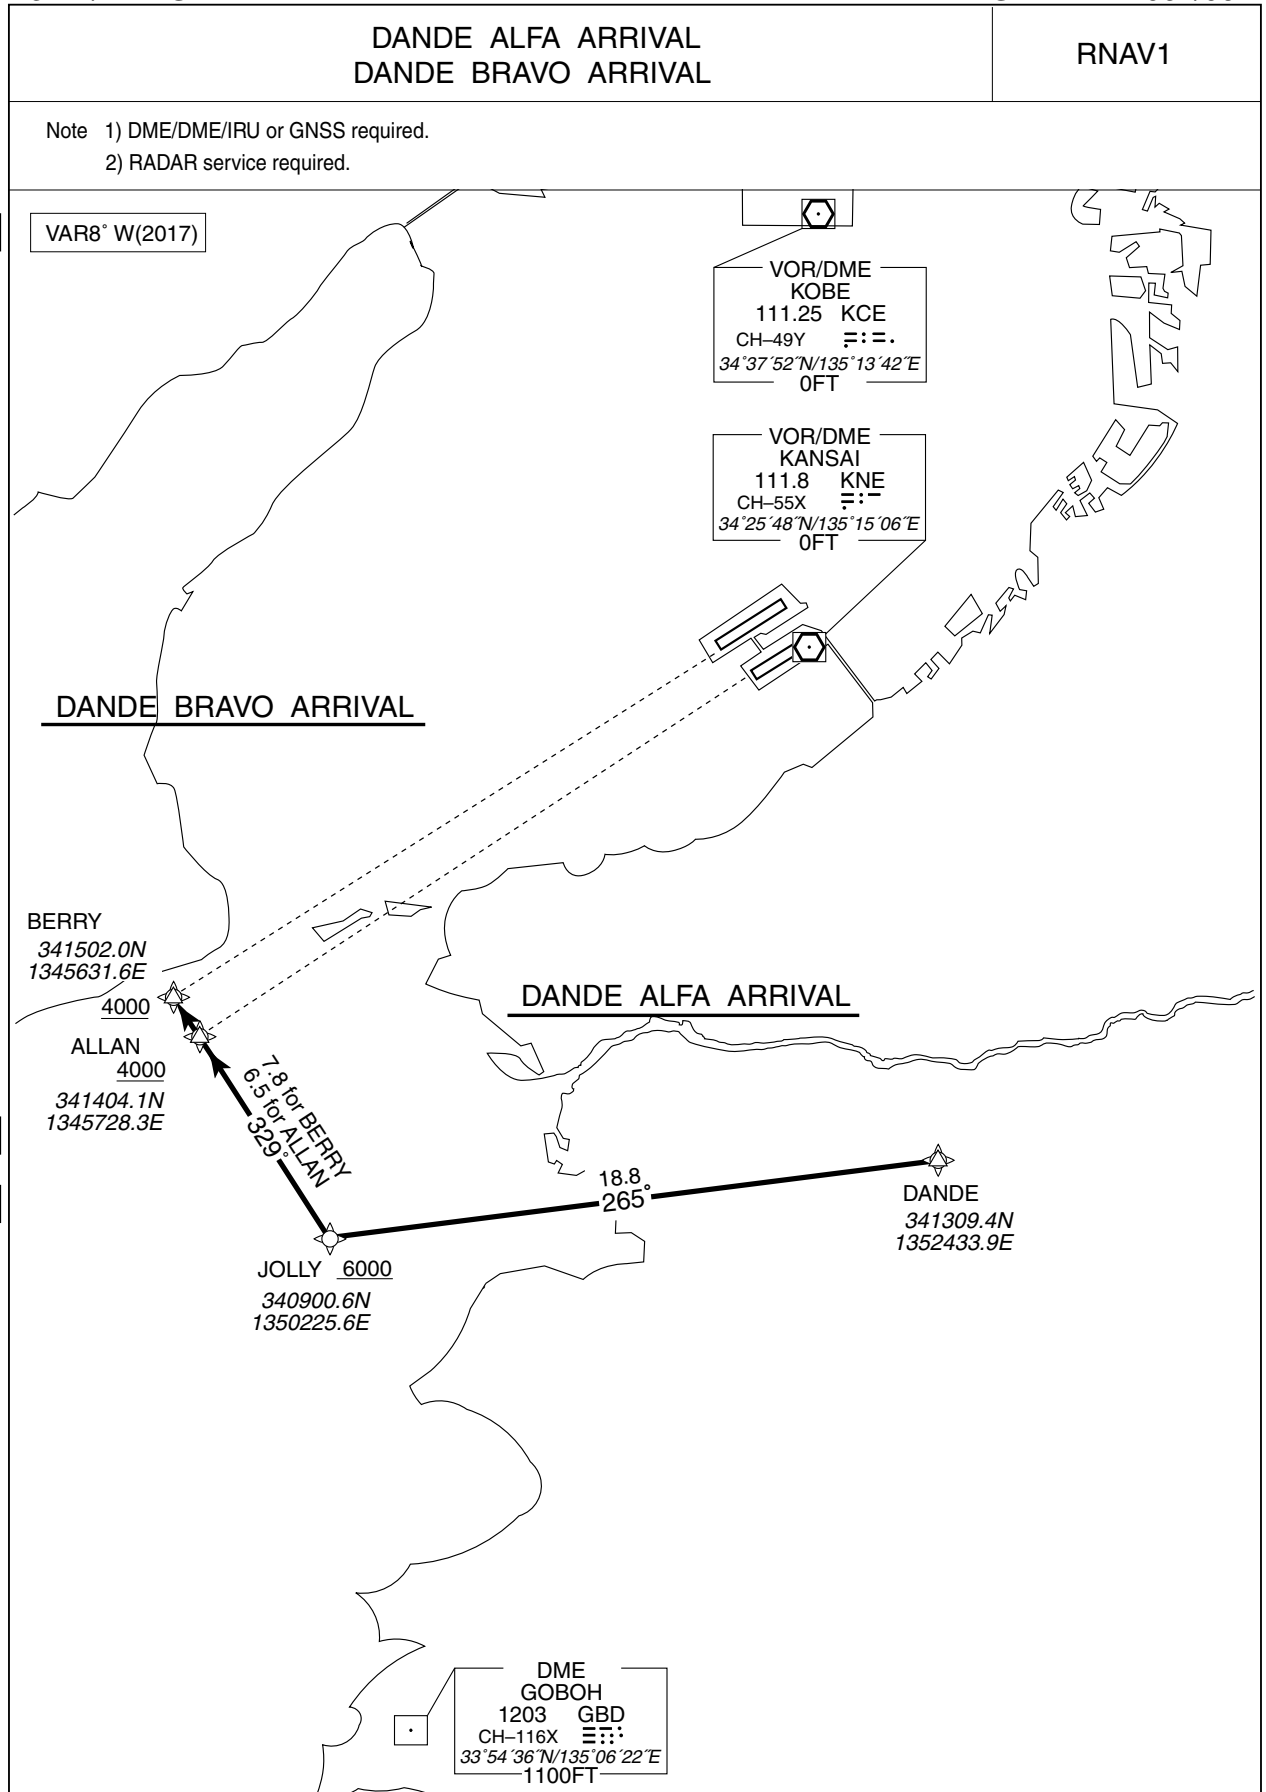 DANDE ALFA ARRIVAL
DANDE BRAVO ARRIVAL
RNAV1
Note 1) DME/DME/IRU or GNSS required.
2) RADAR service required.
VAR8° W(2017)
VOR/DME
KOBE
111.25 KCE
CH–49Y
34°37´52˝N/135°13´42˝E
0FT
VOR/DME
KANSAI
111.8 KNE
CH–55X
34°25´48˝N/135°15´06˝E
0FT
DANDE BRAVO ARRIVAL
BERRY
341502.0N
1345631.6E
4000
DANDE ALFA ARRIVAL
ALLAN
4000
341404.1N
1345728.3E
7.8 for BERRY
6.5 for ALLAN
329°
18.8
265°
DANDE
341309.4N
1352433.9E
JOLLY 6000
340900.6N
1350225.6E
DME
GOBOH
1203 GBD
CH–116X
33°54´36˝N/135°06´22˝E
1100FT